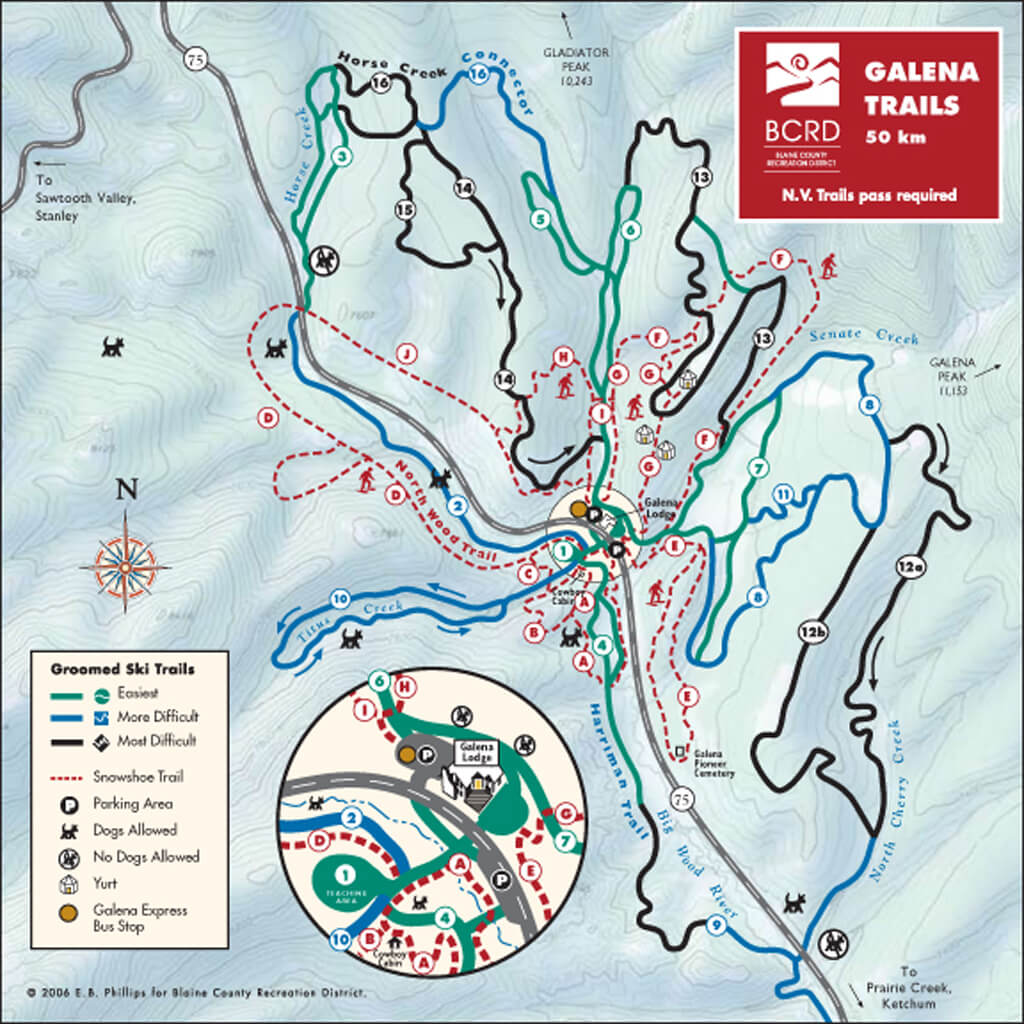 GALENA
TRAILS
50 km
BCRD
BLAINE COUNTY
RECREATION DISTRICT
N.V. Trails pass required
75
GLADIATOR
PEAK
10,243
Horse Creek Connector
16
16
Horse Creek
3
To
Sawtooth Valley,
Stanley
14
15
13
5
6
F
Senate Creek
GALENA
PEAK
11,153
J
F
13
H
G
G
14
8
D
I
F
G
7
N
D
North Wood Trail
2
11
Galena
Lodge
P
P
1
E
C
Cowboy
Cabin
A
12a
10
Titus Creek
8
B
4
A
12b
E
Galena
Pioneer
Cemetery
Harriman Trail
75
Big Wood River
North Cherry Creek
9
To
Prairie Creek,
Ketchum
Groomed Ski Trails
Easiest
More Difficult
Most Difficult
Snowshoe Trail
P
Parking Area
Dogs Allowed
No Dogs Allowed
Yurt
Galena Express
Bus Stop
6
H
I
P
Galena
Lodge
2
D
G
7
A
E
1
TEACHING
AREA
P
4
10
B
Cowboy
Cabin
A
© 2006 E.B. Phillips for Blaine County Recreation District.